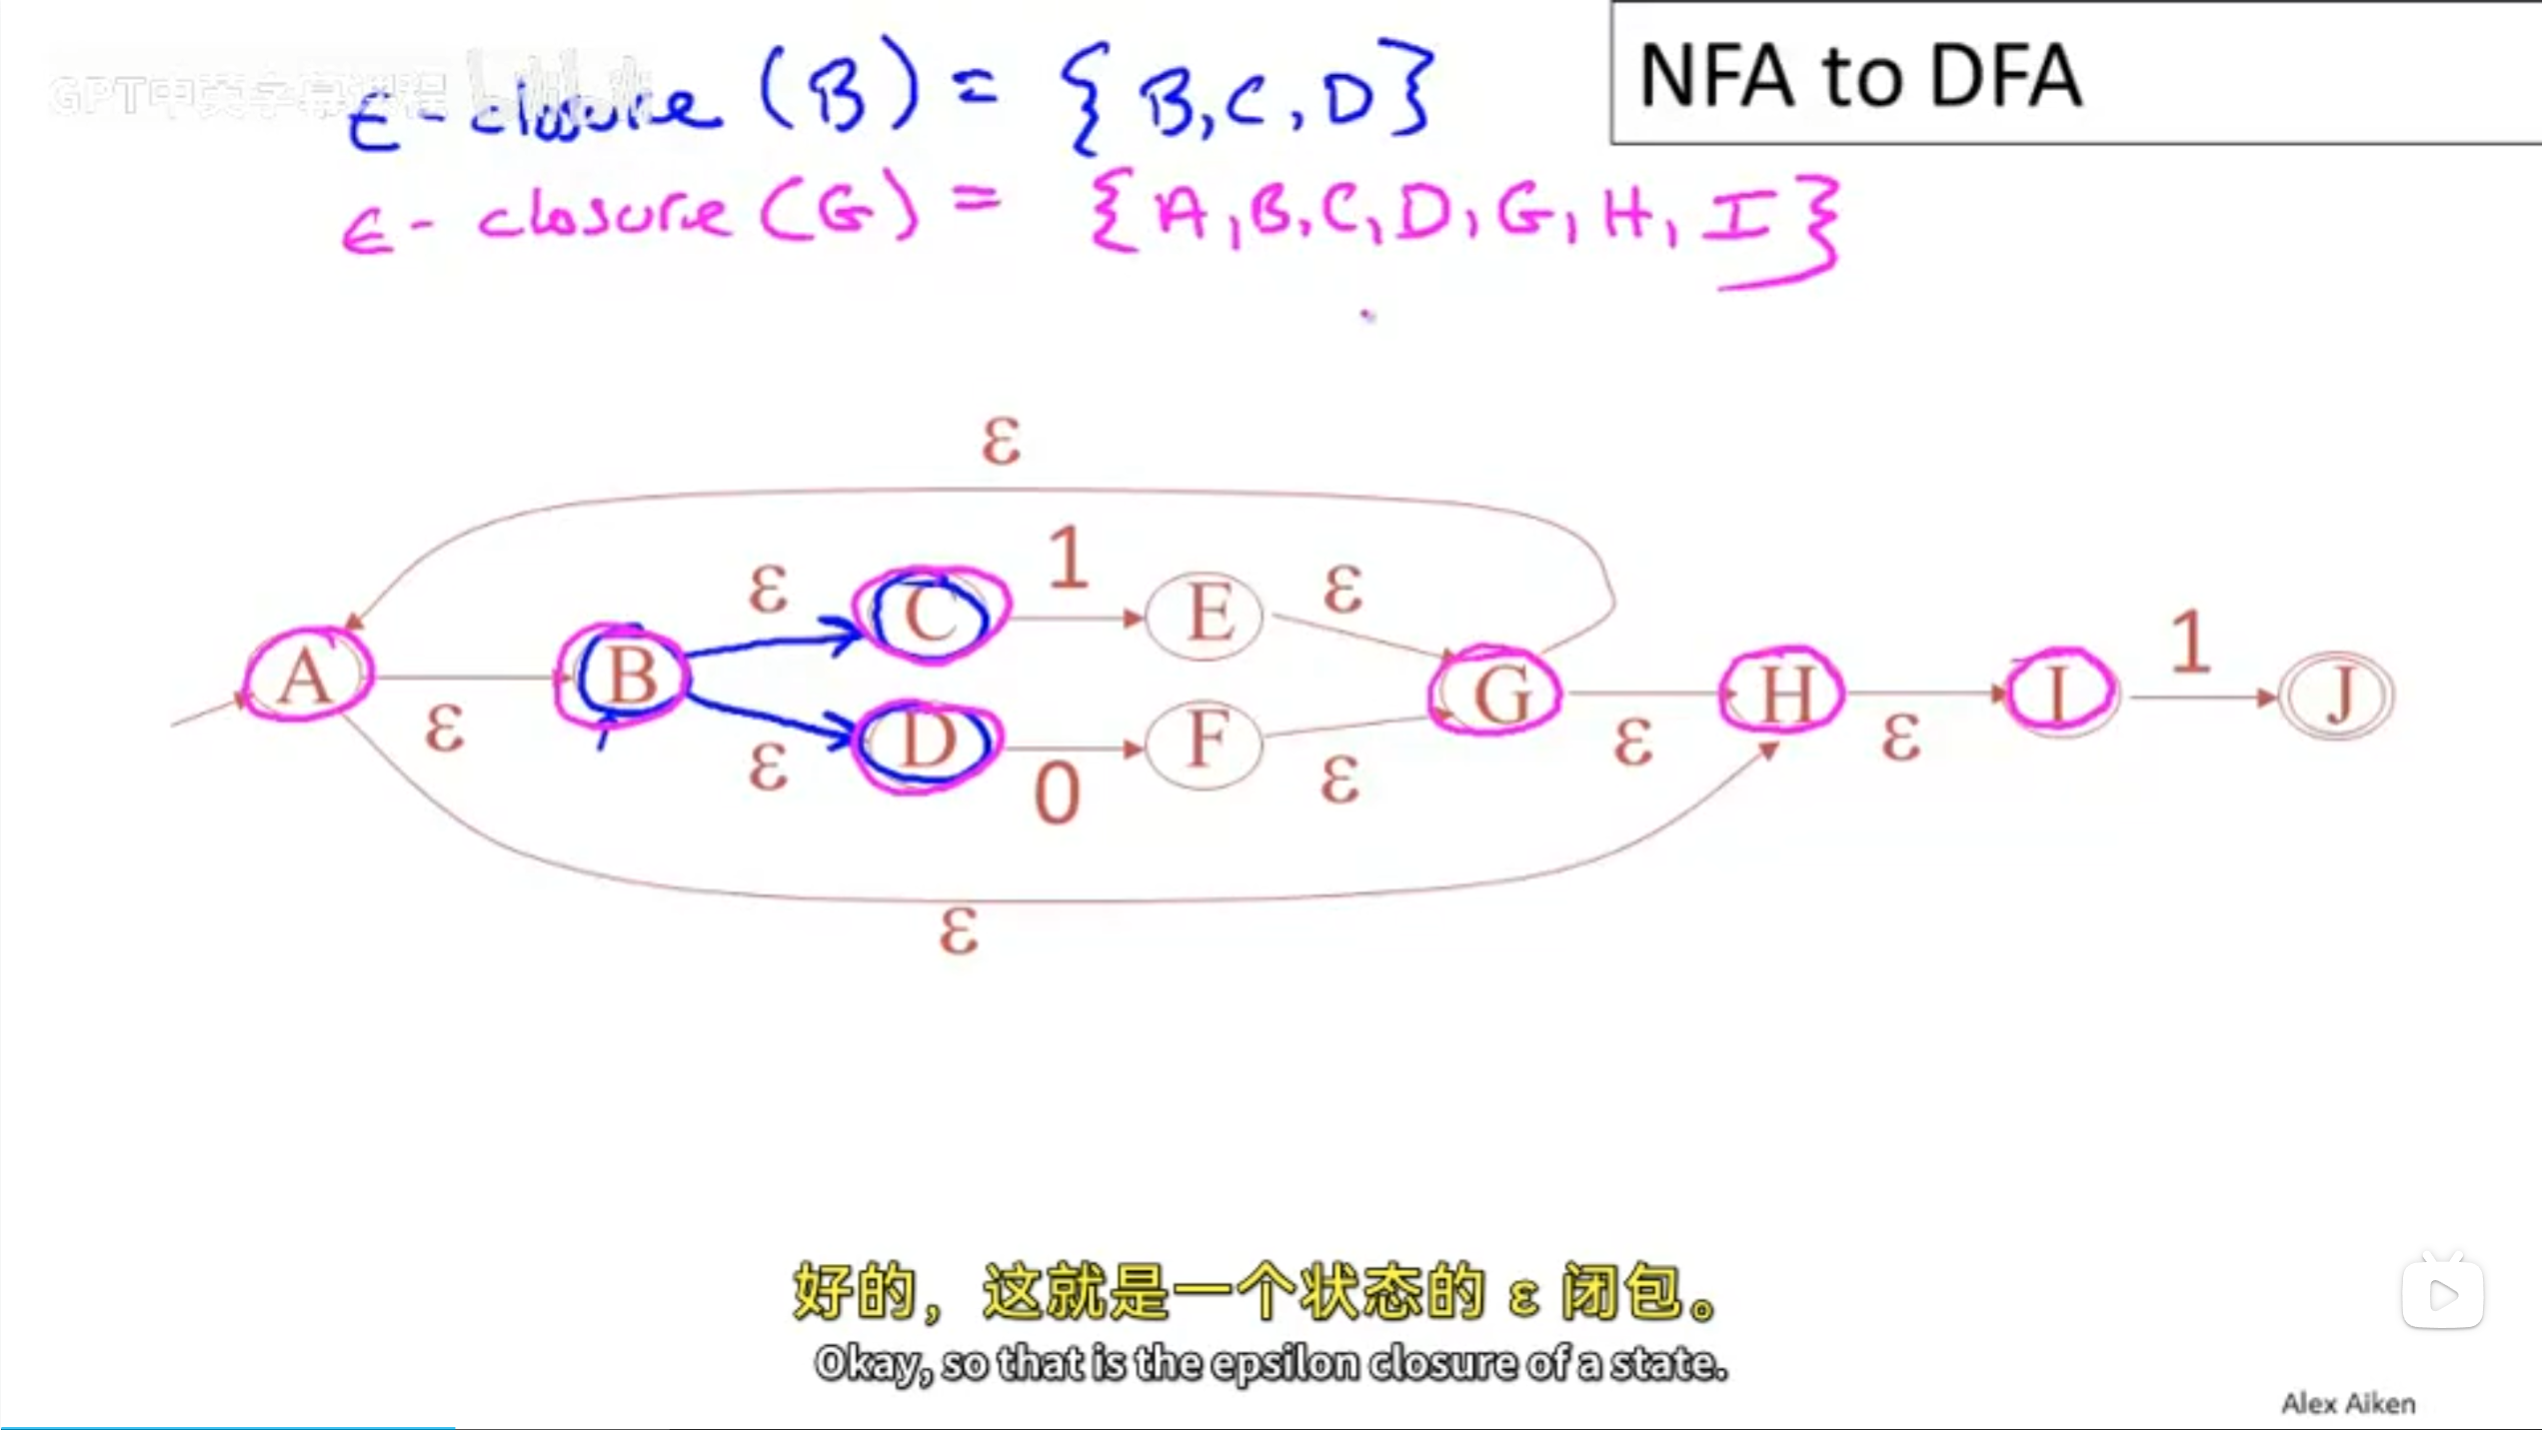 GPT中英字幕课程 bilibili
ϵ-closure (B) = { B, C, D}
NFA to DFA
ϵ-closure (G) = { A, B, C, D, G, H, I}
ε
1
ε C E ε
1
A B G H I J
ε ε D F ε ε ε
0
ε
好的，这就是一个状态的 ε 闭包。
Okay, so that is the epsilon closure of a state.
Alex Aiken